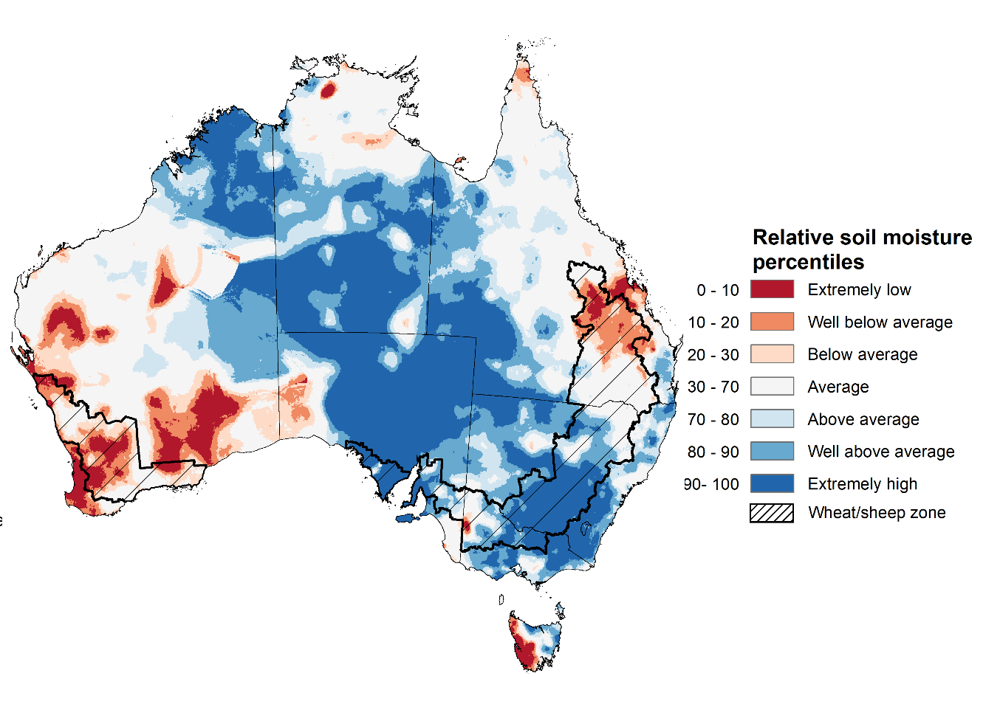 Relative soil moisture
percentiles
0 - 10 Extremely low
10 - 20 Well below average
20 - 30 Below average
30 - 70 Average
70 - 80 Above average
80 - 90 Well above average
90- 100 Extremely high
Wheat/sheep zone